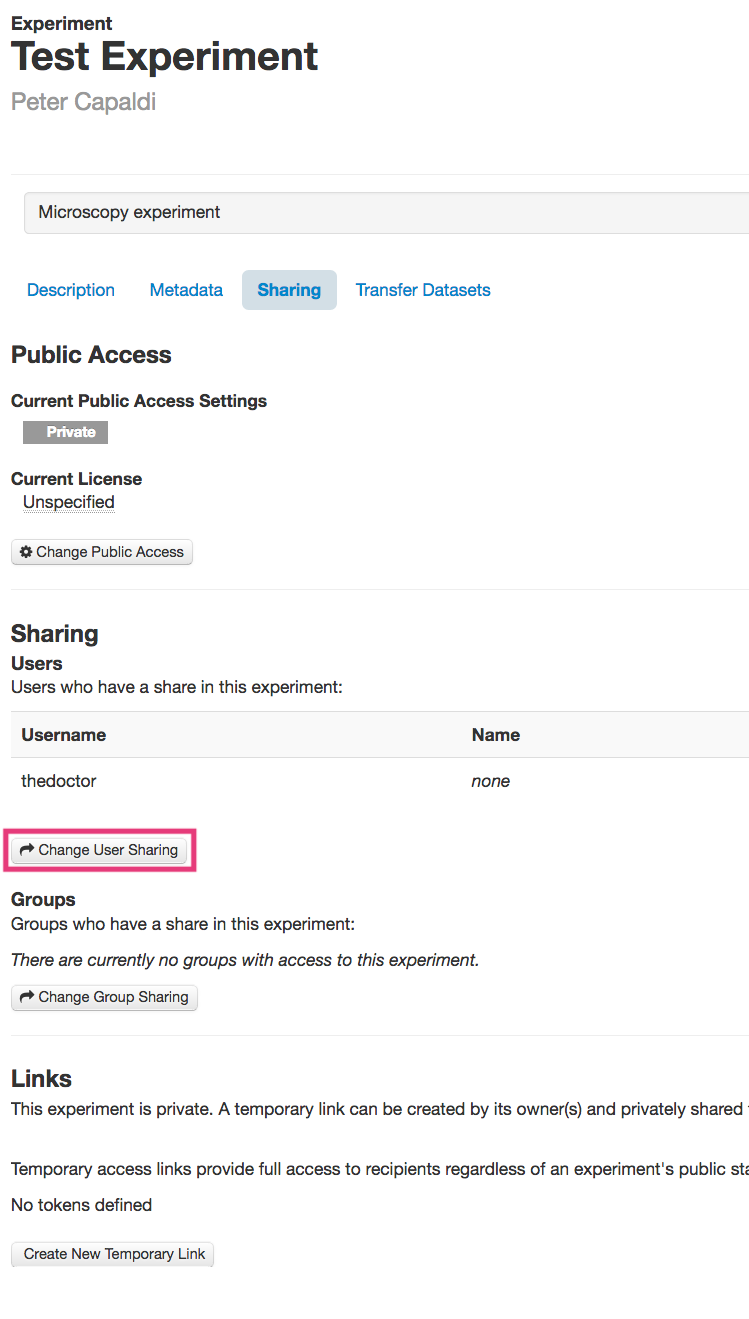 Experiment
Test Experiment
Peter Capaldi
Microscopy experiment
Description Metadata Sharing Transfer Datasets
Public Access
Current Public Access Settings
Private
Current License
Unspecified
Change Public Access
Sharing
Users
Users who have a share in this experiment:
Username Name
thedoctor none
Change User Sharing
Groups
Groups who have a share in this experiment:
There are currently no groups with access to this experiment.
Change Group Sharing
Links
This experiment is private. A temporary link can be created by its owner(s) and privately shared
Temporary access links provide full access to recipients regardless of an experiment's public sta
No tokens defined
Create New Temporary Link